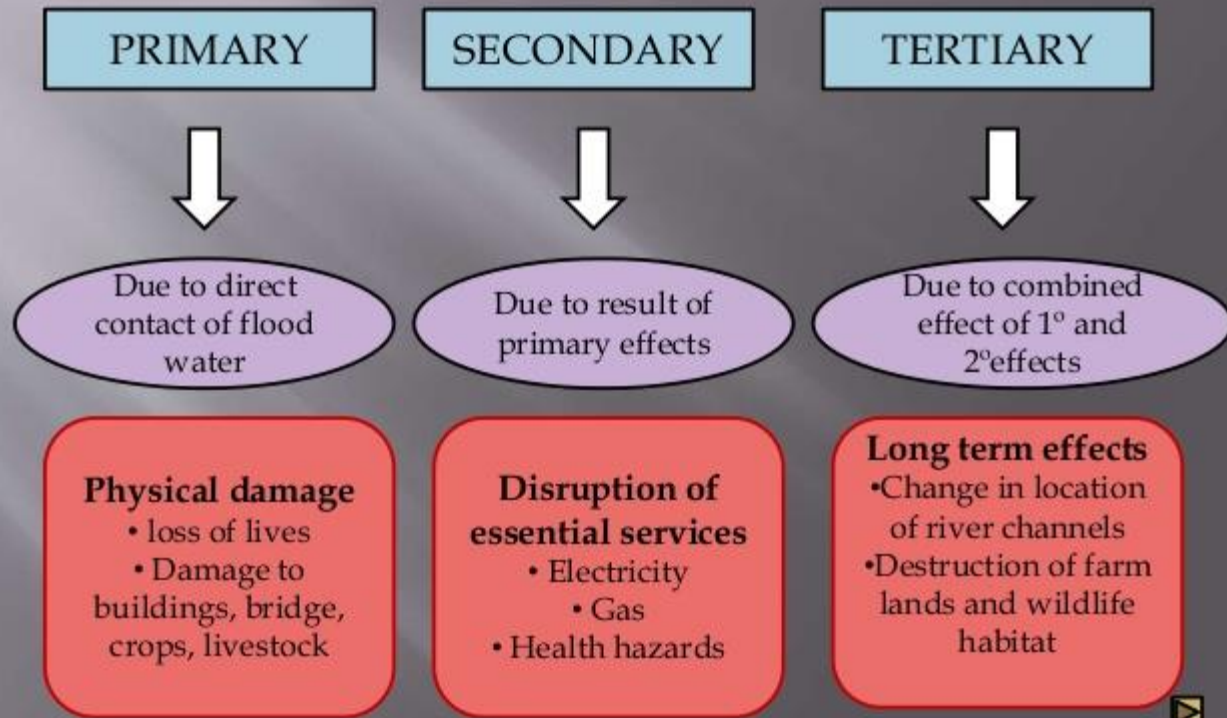 PRIMARY
Due to direct
contact of flood
water
Physical damage
• loss of lives
• Damage to
buildings, bridge,
crops, livestock
SECONDARY
Due to result of
primary effects
Disruption of
essential services
• Electricity
• Gas
• Health hazards
TERTIARY
Due to combined
effect of 1º and
2ºeffects
Long term effects
•Change in location
of river channels
•Destruction of farm
lands and wildlife
habitat